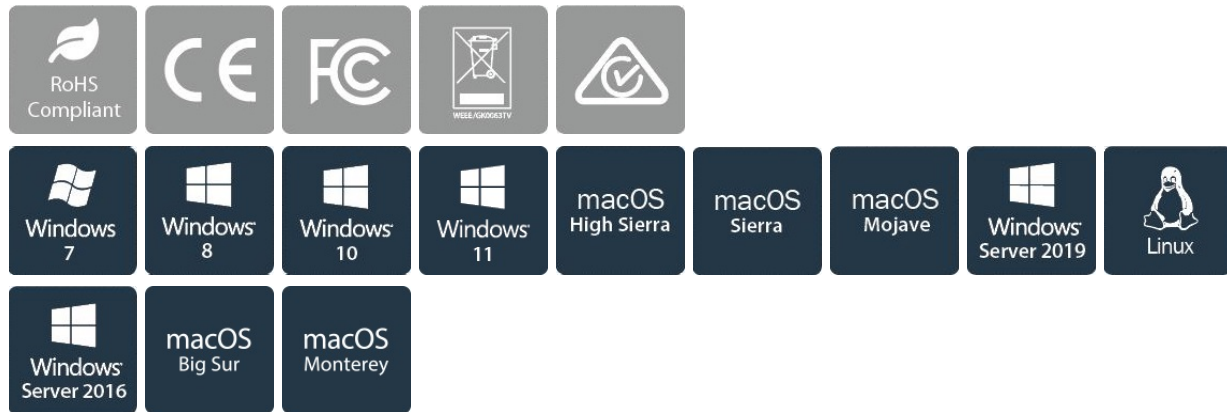 RoHS
Compliant
CE
FC
WEEE/GK0063TV
Windows
7
Windows
8
Windows
10
Windows
11
macOS
High Sierra
macOS
Sierra
macOS
Mojave
Windows
Server 2019
Linux
Windows
Server 2016
macOS
Big Sur
macOS
Monterey